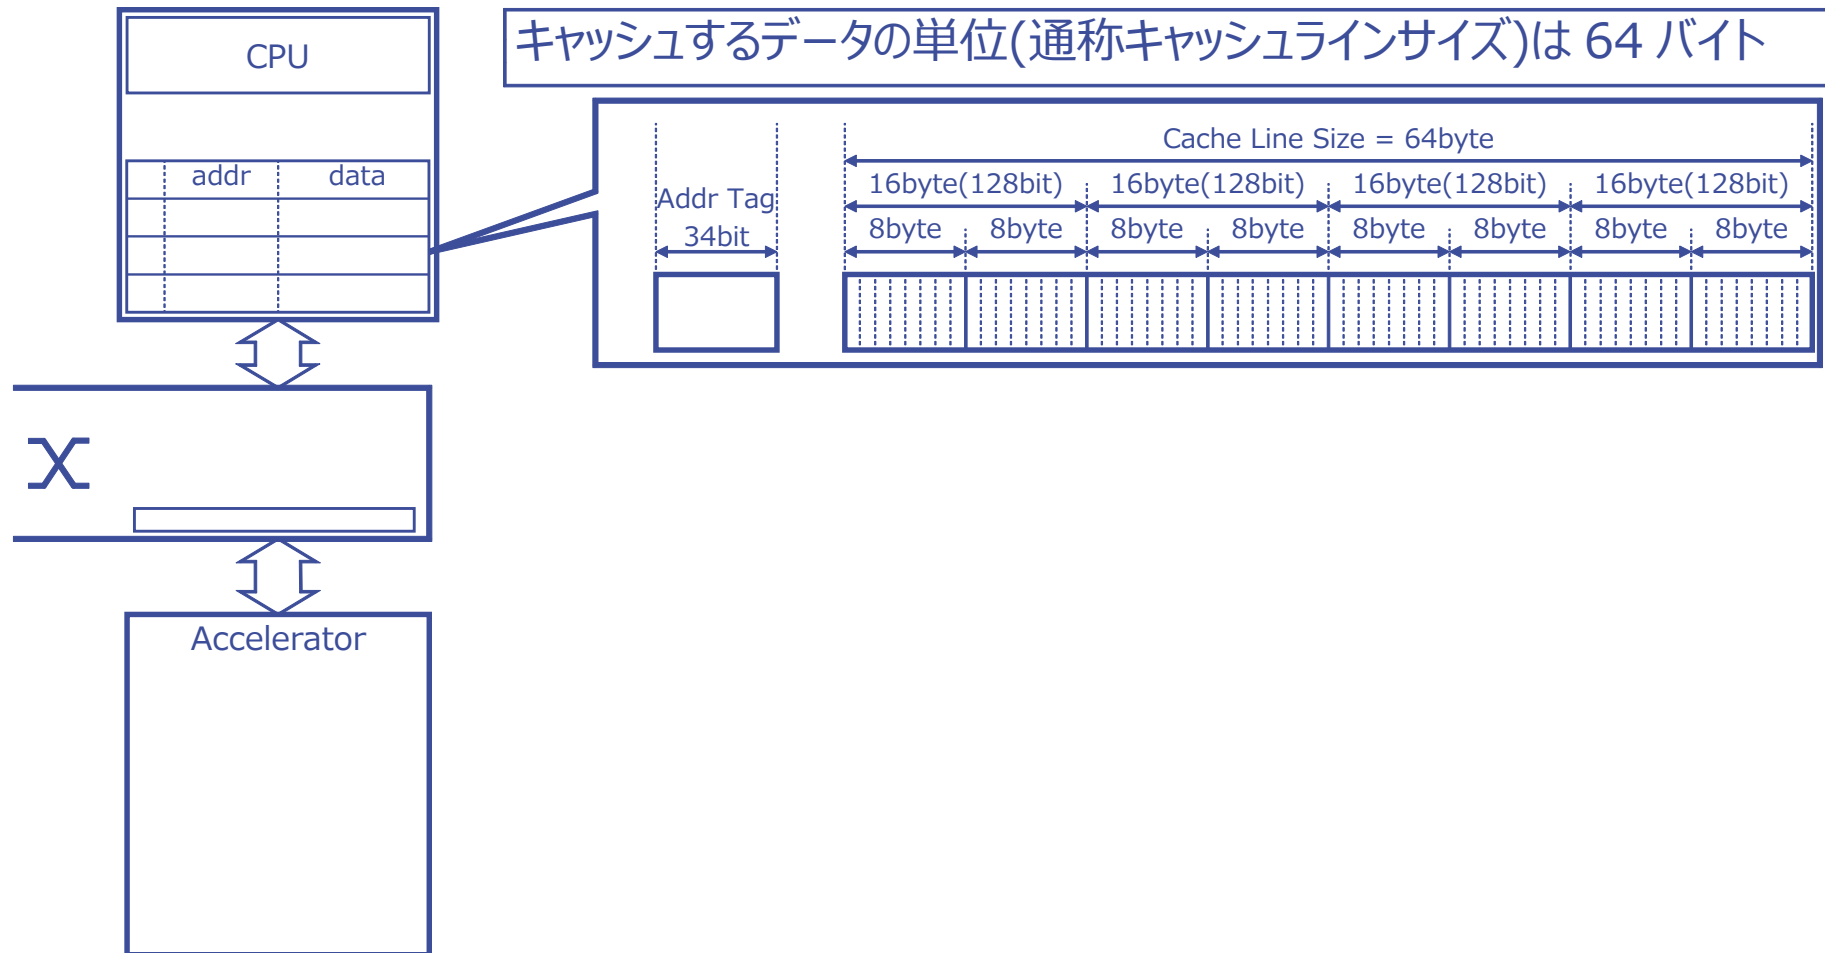 キャッシュするデータの単位(通称キャッシュラインサイズ)は 64 バイト
CPU
addr data
Cache Line Size = 64byte
Addr Tag
34bit
16byte(128bit) 16byte(128bit) 16byte(128bit) 16byte(128bit)
8byte 8byte 8byte 8byte 8byte 8byte 8byte 8byte
Accelerator